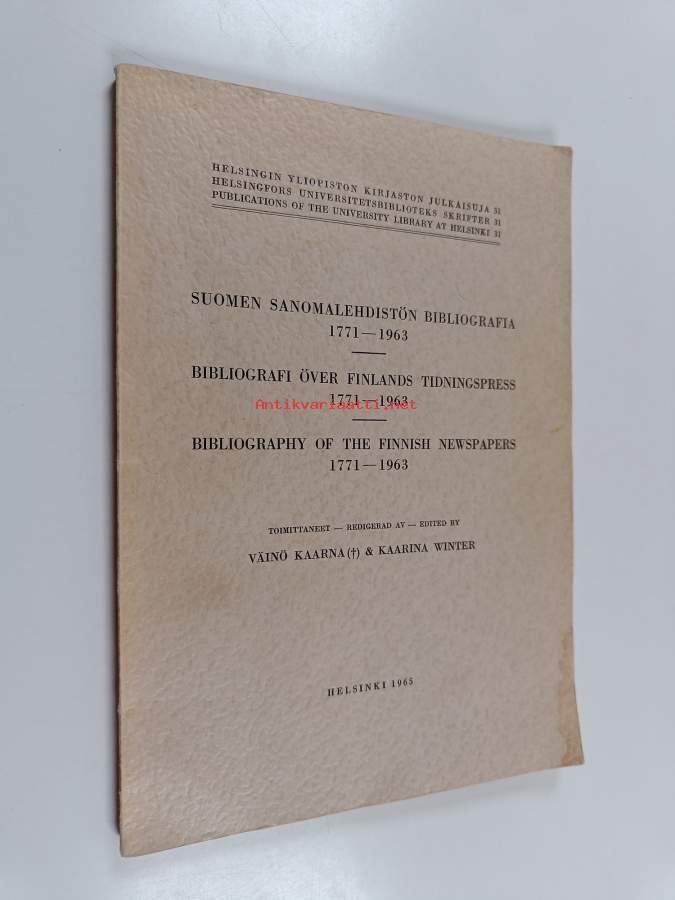 HELSINGIN YLIOPISTON KIRJASTON JULKAISUJA 31
HELSINGFORS UNIVERSITETSBIBLIOTEKS SKRIFTER 31
PUBLICATIONS OF THE UNIVERSITY LIBRARY AT HELSINKI 31
SUOMEN SANOMALEHDISTÖN BIBLIOGRAFIA
1771—1963
BIBLIOGRAFI ÖVER FINLANDS TIDNINGSPRESS
1771—1963
Antikvariaatti.net
BIBLIOGRAPHY OF THE FINNISH NEWSPAPERS
1771—1963
TOIMITTANEET — REDIGERAD AV — EDITED BY
VÄINÖ KAARNA (†) & KAARINA WINTER
HELSINKI 1965